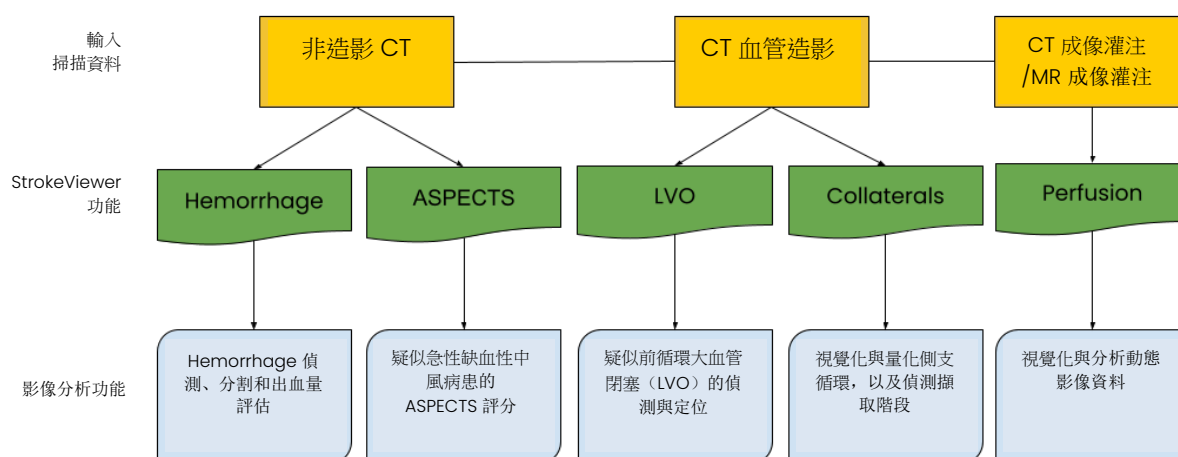 輸入
掃描資料
非造影 CT
CT 血管造影
CT 成像灌注
/MR 成像灌注
StrokeViewer
功能
Hemorrhage
ASPECTS
LVO
Collaterals
Perfusion
影像分析功能
Hemorrhage 偵
測、分割和出血量
評估
疑似急性缺血性中
風病患的
ASPECTS 評分
疑似前循環大血管
閉塞（LVO）的偵
測與定位
視覺化與量化側支
循環，以及偵測擷
取階段
視覺化與分析動態
影像資料